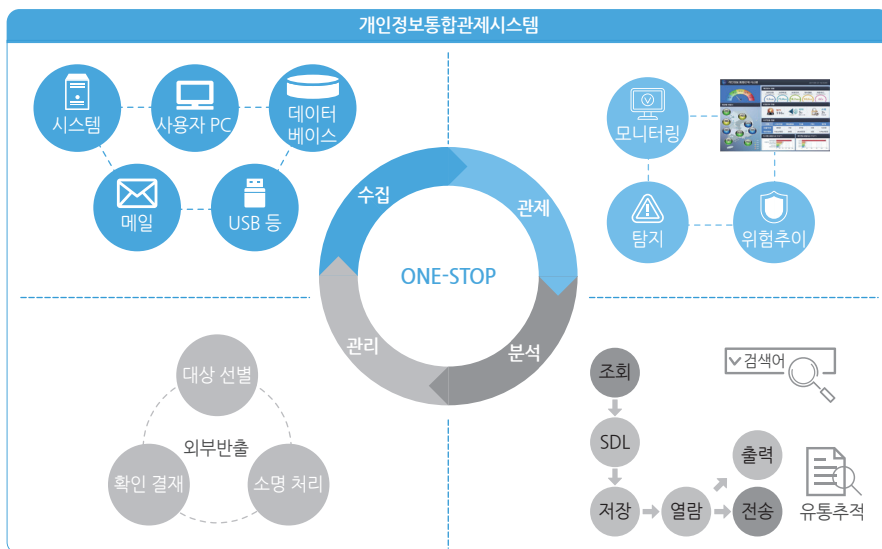 개인정보통합관제시스템
시스템
사용자 PC
데이터
베이스
메일
USB 등
모니터링
탐지
위험추이
수집
관제
ONE-STOP
관리
분석
대상 선별
외부반출
확인 결재
소명 처리
조회
검색어
SDL
저장
열람
출력
전송
유통추적